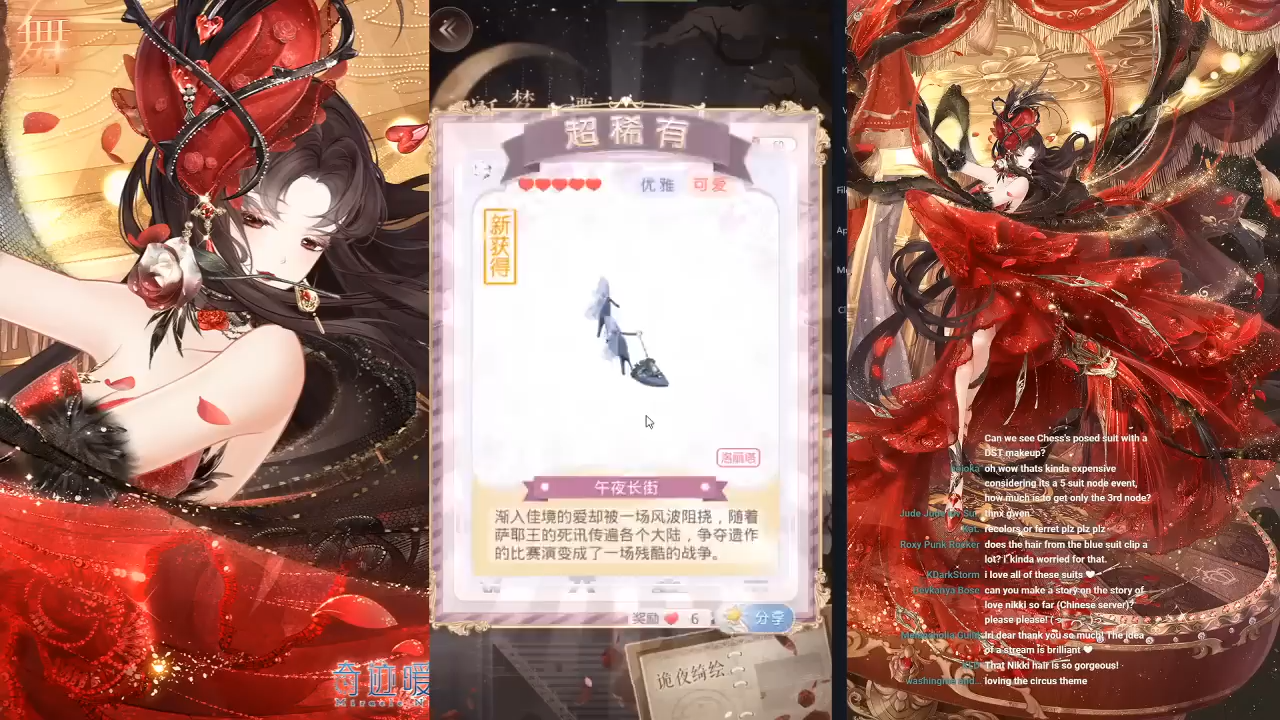 舞
超稀有
优雅 可爱
新获得
洛丽塔
午夜长街
渐入佳境的爱却被一场风波阻挠，随着
萨耶王的死讯传遍各个大陆，争夺遗作
的比赛演变成了一场残酷的战争。
奖励 6
分享
诡夜绮绘
奇迹暖
Can we see Chess's posed suit with a
DST makeup?
oh wow thats kinda expensive
considering its a 5 suit node event,
how much is to get only the 3rd node?
thnx gwen
recolors or ferret plz plz plz
Roxy Punk Rocker does the hair from the blue suit clip a
lot? i kinda worried for that.
KDarkStorm i love all of these suits
Devkanya Bose can you make a story on the story of
love nikki so far (Chinese server)?
please please! (
Iri dear thank you so much! The idea
of a stream is brilliant
That Nikki hair is so gorgeous!
washington and... loving the circus theme